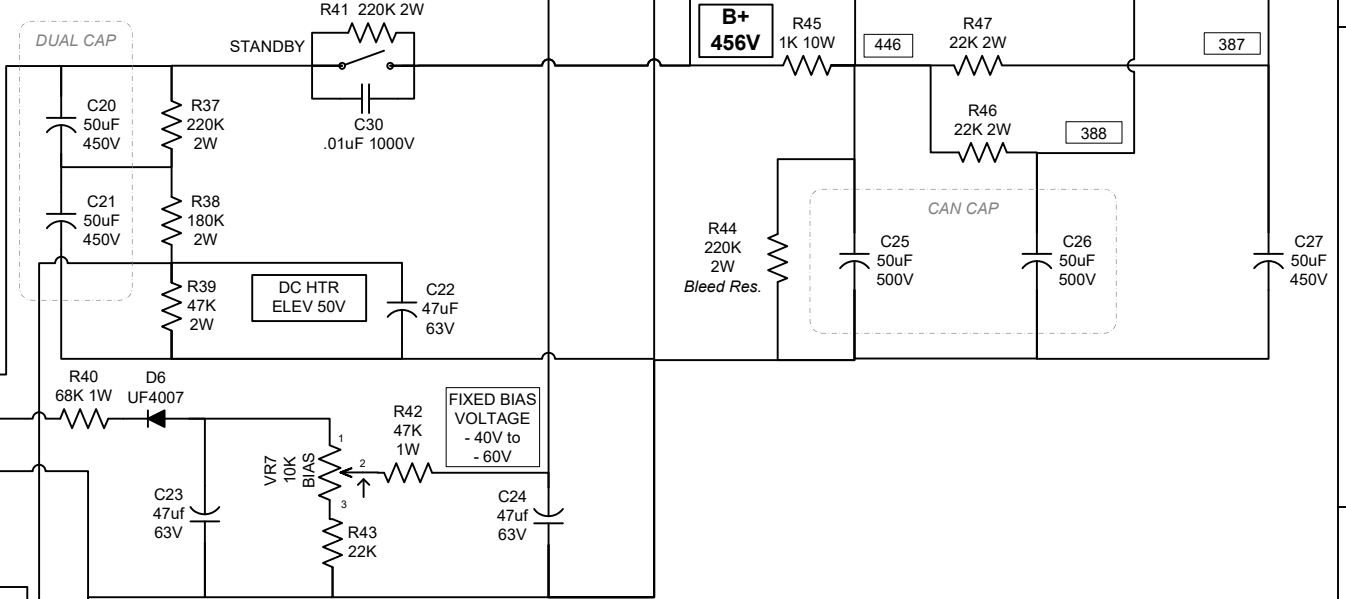 R41 220K 2W
DUAL CAP
STANDBY
B+
456V
R45
1K 10W
446
R47
22K 2W
387
C20
50uF
450V
R37
220K
2W
C30
.01uF 1000V
R46
22K 2W
388
C21
50uF
450V
R38
180K
2W
CAN CAP
R44
220K
2W
Bleed Res.
C25
50uF
500V
C26
50uF
500V
C27
50uF
450V
R39
47K
2W
DC HTR
ELEV 50V
C22
47uF
63V
R40
68K 1W
D6
UF4007
FIXED BIAS
VOLTAGE
- 40V to
- 60V
R42
47K
1W
VR7
10K
BIAS
1
2
3
C23
47uf
63V
C24
47uf
63V
R43
22K